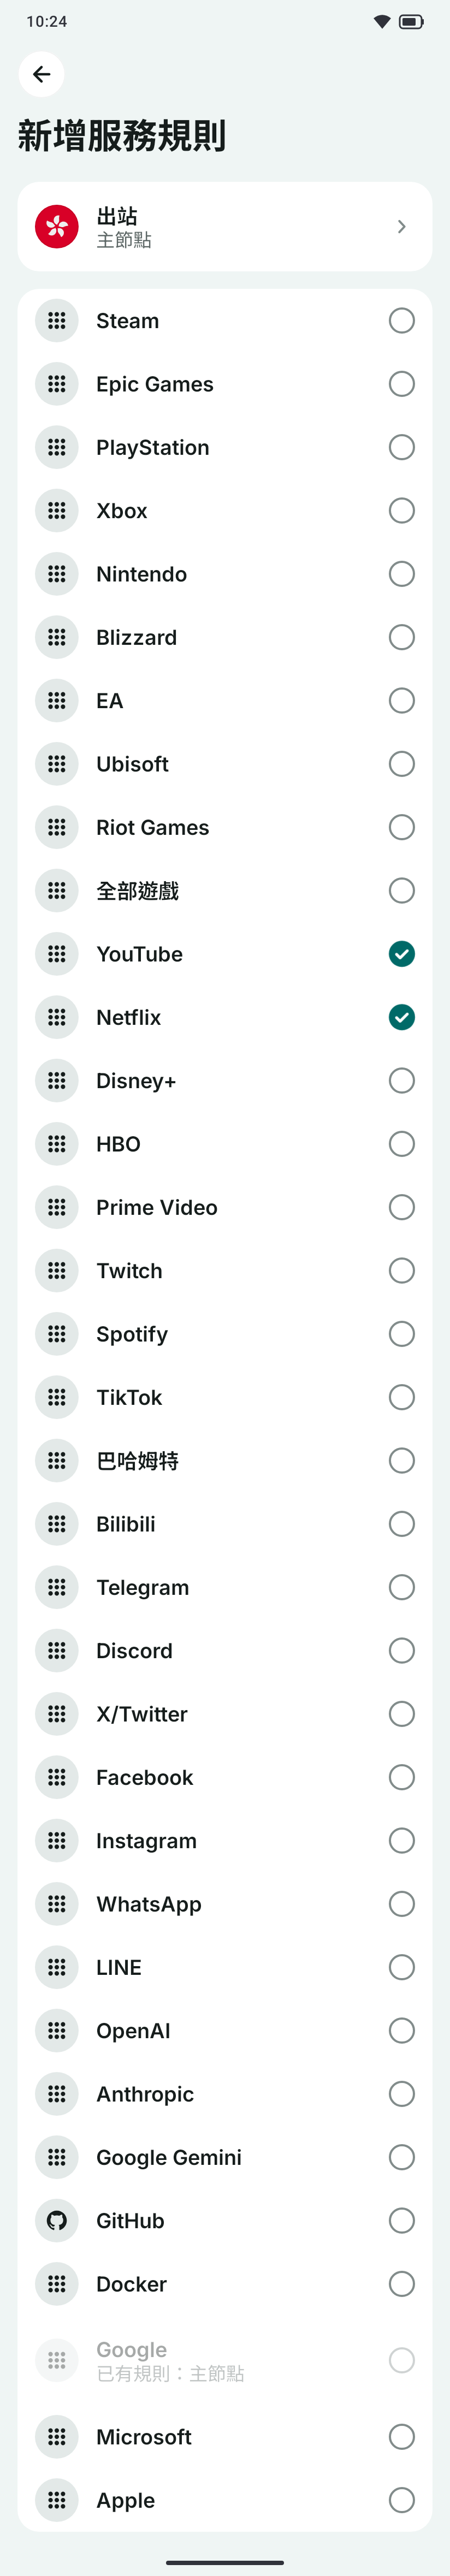 10:24
新增服務規則
出站
主節點
Steam
Epic Games
PlayStation
Xbox
Nintendo
Blizzard
EA
Ubisoft
Riot Games
全部遊戲
YouTube
Netflix
Disney+
HBO
Prime Video
Twitch
Spotify
TikTok
巴哈姆特
Bilibili
Telegram
Discord
X/Twitter
Facebook
Instagram
WhatsApp
LINE
OpenAI
Anthropic
Google Gemini
GitHub
Docker
Google
已有規則：主節點
Microsoft
Apple